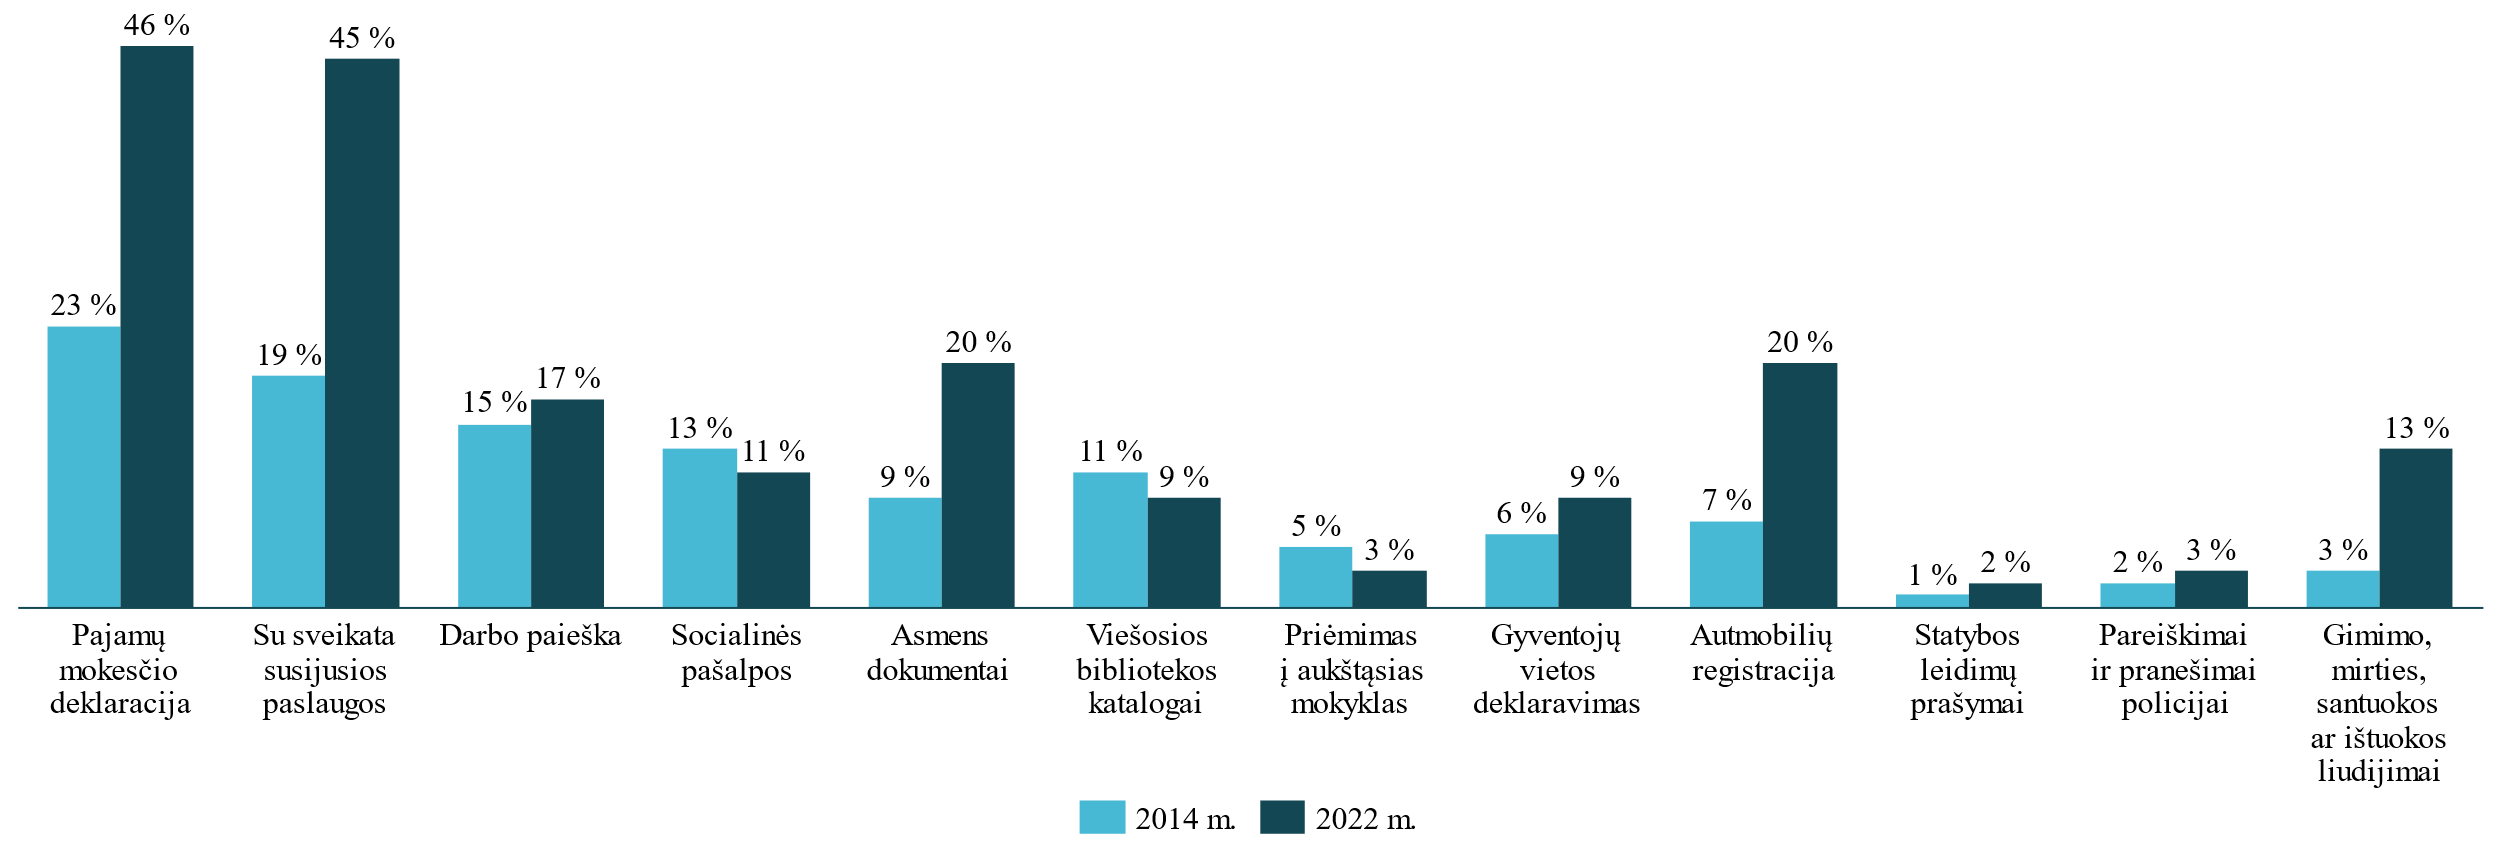 46 %
45 %
23 %
19 %
15 %
17 %
13 %
11 %
9 %
20 %
11 %
9 %
5 %
3 %
6 %
9 %
7 %
20 %
1 %
2 %
2 %
3 %
3 %
13 %
Pajamų
mokesčio
deklaracija
Su sveikata
susijusios
paslaugos
Darbo paieška
Socialinės
pašalpos
Asmens
dokumentai
Viešosios
bibliotekos
katalogai
Priėmimas
į aukštąsias
mokyklas
Gyventojų
vietos
deklaravimas
Autmobilių
registracija
Statybos
leidimų
prašymai
Pareiškimai
ir pranešimai
policijai
Gimimo,
mirties,
santuokos
ar ištuokos
liudijimai
2014 m.
2022 m.